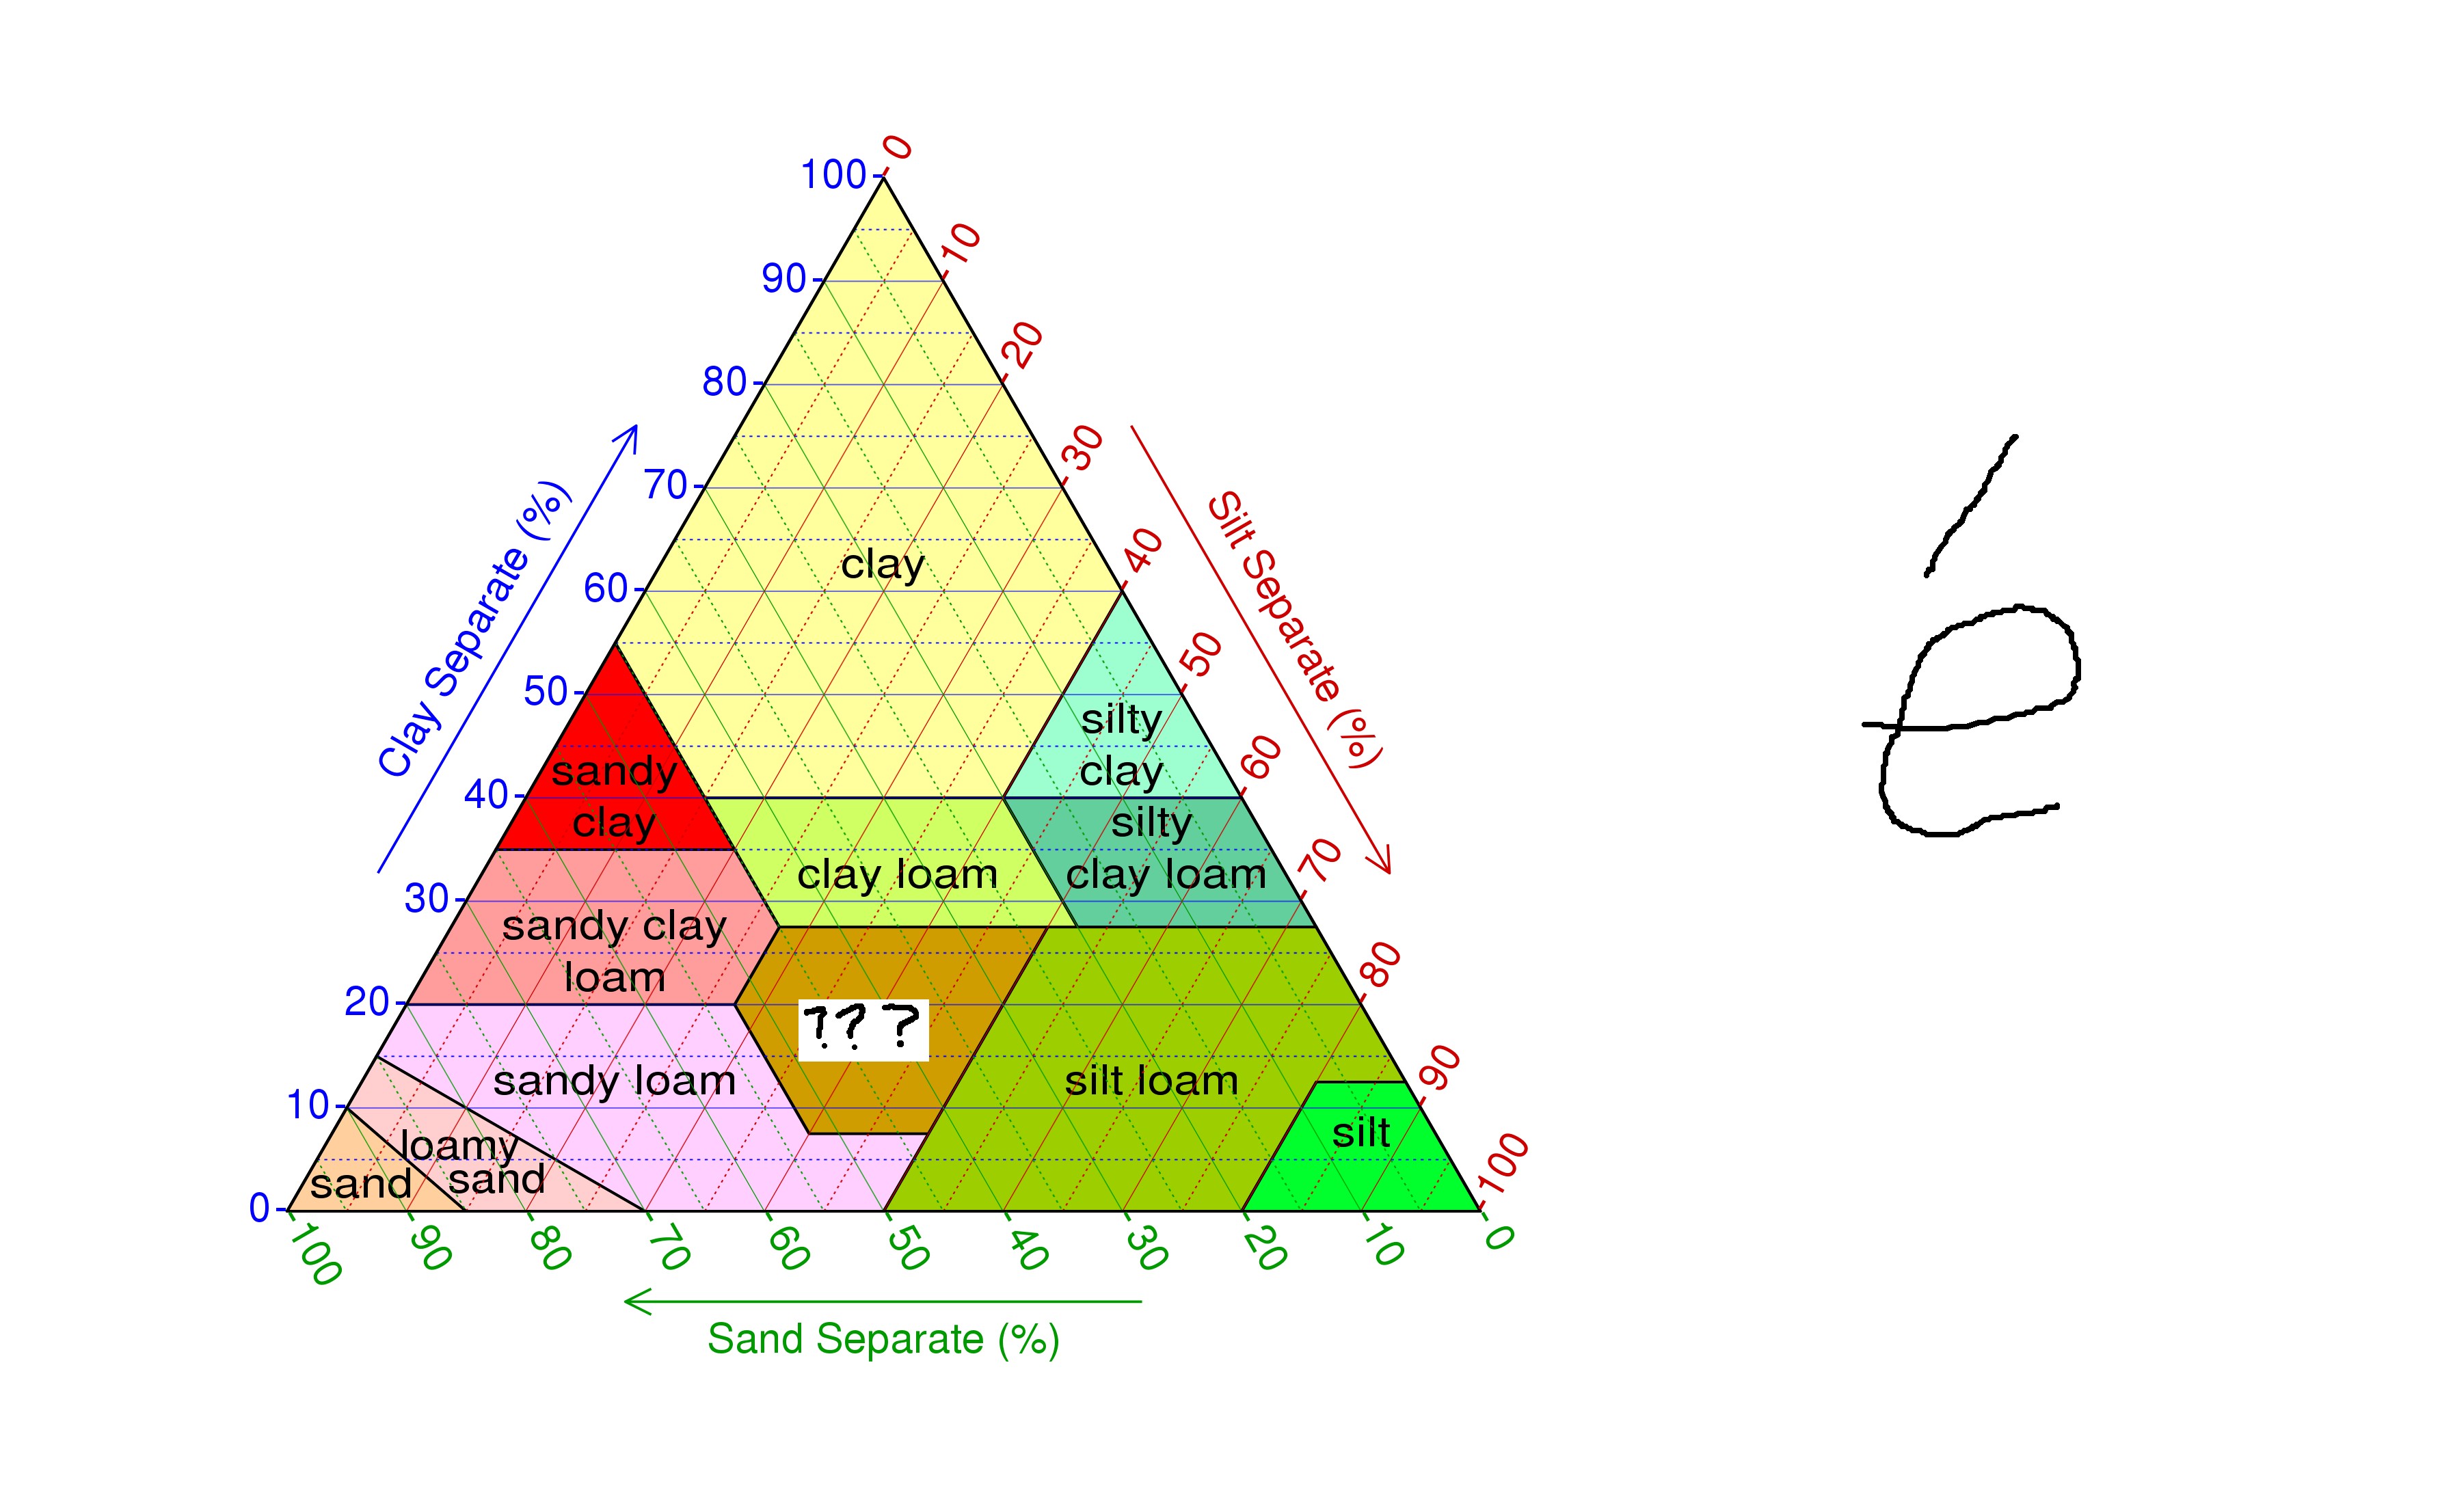 0
100
10
90
20
80
30
70
clay
40
60
50
50
silty
clay
60
sandy
clay
40
silty
clay loam
clay loam
70
30
sandy clay
loam
80
20
???
90
sandy loam
silt loam
10
silt
loamy
sand
sand
100
0
100
90
80
70
60
50
40
30
20
10
0
Clay Separate (%)
Silt Separate (%)
Sand Separate (%)
é